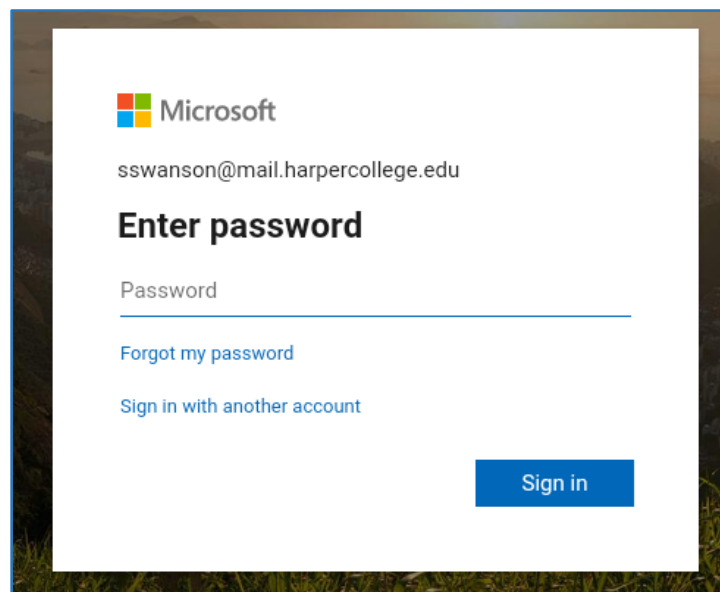 Microsoft
sswanson@mail.harpercollege.edu
Enter password
Password
Forgot my password
Sign in with another account
Sign in